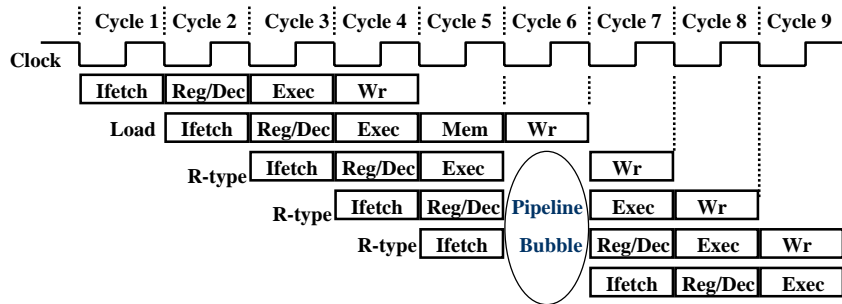 Cycle 1 Cycle 2 Cycle 3 Cycle 4 Cycle 5 Cycle 6 Cycle 7 Cycle 8 Cycle 9
Clock
Ifetch Reg/Dec Exec Wr
Load Ifetch Reg/Dec Exec Mem Wr
R-type Ifetch Reg/Dec Exec Wr
R-type Ifetch Reg/Dec Pipeline Exec Wr
R-type Ifetch Bubble Reg/Dec Exec Wr
Ifetch Reg/Dec Exec